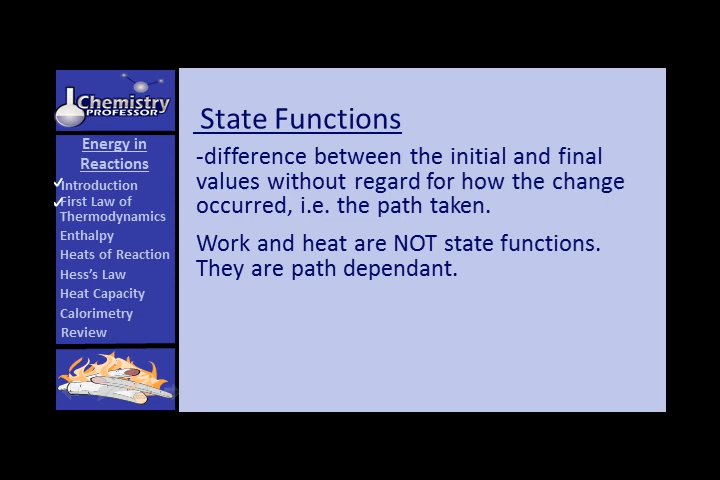 Chemistry
PROFESSOR
Energy in
Reactions
Introduction
First Law of
Thermodynamics
Enthalpy
Heats of Reaction
Hess's Law
Heat Capacity
Calorimetry
Review
State Functions
-difference between the initial and final
values without regard for how the change
occurred, i.e. the path taken.
Work and heat are NOT state functions.
They are path dependant.